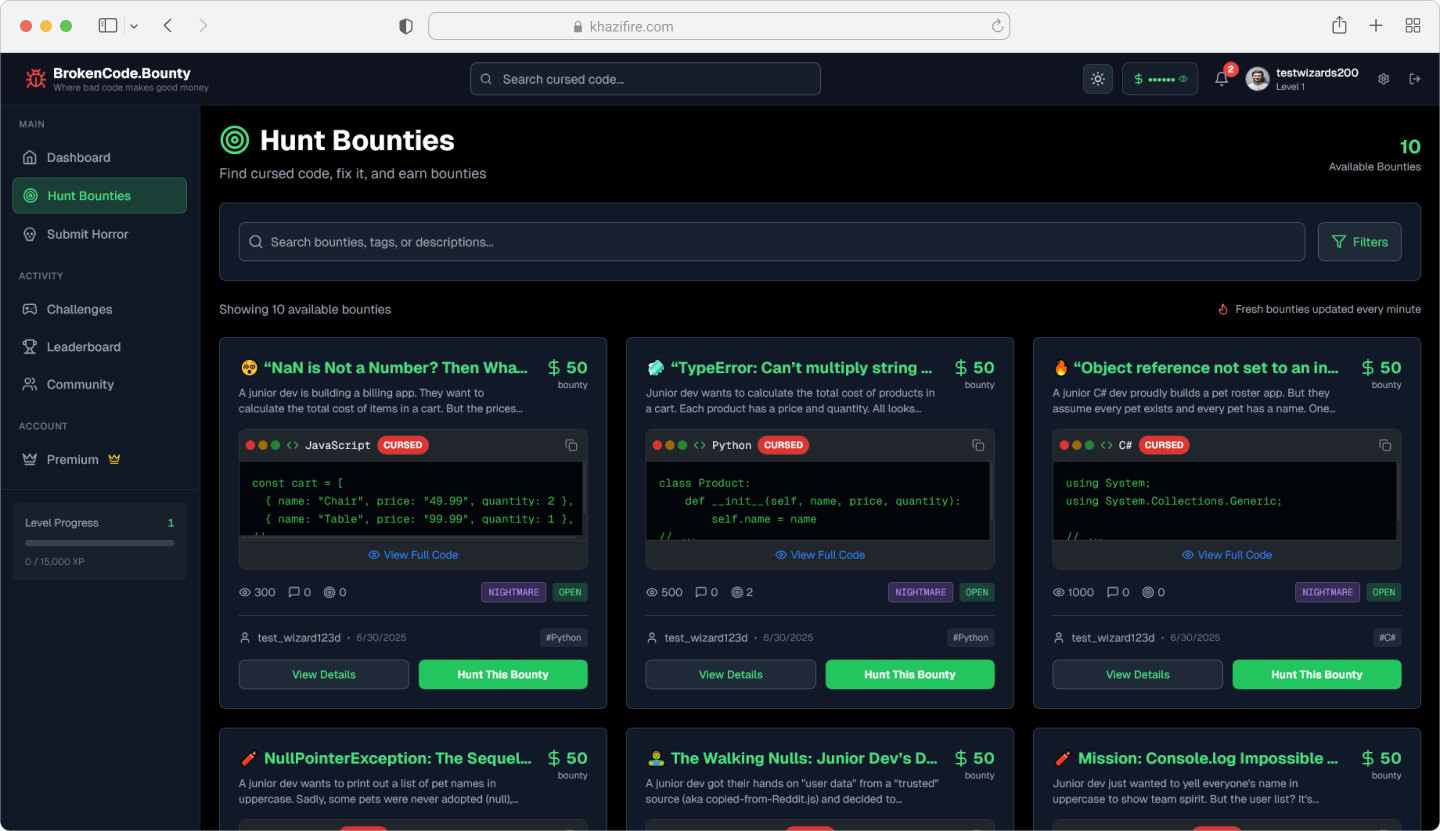 khazifire.com
BrokenCode.Bounty
Where bad code makes good money
Search cursed code...
$ ••••••
2
testwizards200
Level 1
MAIN
Dashboard
Hunt Bounties
Submit Horror
ACTIVITY
Challenges
Leaderboard
Community
ACCOUNT
Premium
Level Progress 1
0 / 15,000 XP
Hunt Bounties
Find cursed code, fix it, and earn bounties
10
Available Bounties
Search bounties, tags, or descriptions...
Filters
Showing 10 available bounties
Fresh bounties updated every minute
“NaN is Not a Number? Then Wha...
$ 50
bounty
A junior dev is building a billing app. They want to
calculate the total cost of items in a cart. But the prices...
<> JavaScript CURSED
const cart = [
{ name: "Chair", price: "49.99", quantity: 2 },
{ name: "Table", price: "99.99", quantity: 1 },
View Full Code
300 0 0 NIGHTMARE OPEN
test_wizard123d • 6/30/2025 #Python
View Details Hunt This Bounty
“TypeError: Can’t multiply string ...
$ 50
bounty
Junior dev wants to calculate the total cost of products in
a cart. Each product has a price and quantity. All looks...
<> Python CURSED
class Product:
def __init__(self, name, price, quantity):
self.name = name
// ...
View Full Code
500 0 2 NIGHTMARE OPEN
test_wizard123d • 6/30/2025 #Python
View Details Hunt This Bounty
“Object reference not set to an in...
$ 50
bounty
A junior C# dev proudly builds a pet roster app. But they
assume every pet exists and every pet has a name. One...
<> C# CURSED
using System;
using System.Collections.Generic;
// ...
View Full Code
1000 0 0 NIGHTMARE OPEN
test_wizard123d • 6/30/2025 #C#
View Details Hunt This Bounty
NullPointerException: The Sequel...
$ 50
bounty
A junior dev wants to print out a list of pet names in
uppercase. Sadly, some pets were never adopted (null),...
The Walking Nulls: Junior Dev’s D...
$ 50
bounty
A junior dev got their hands on "user data" from a “trusted”
source (aka copied-from-Reddit.js) and decided to...
Mission: Console.log Impossible ...
$ 50
bounty
Junior dev just wanted to yell everyone's name in
uppercase to show team spirit. But the user list? It's...